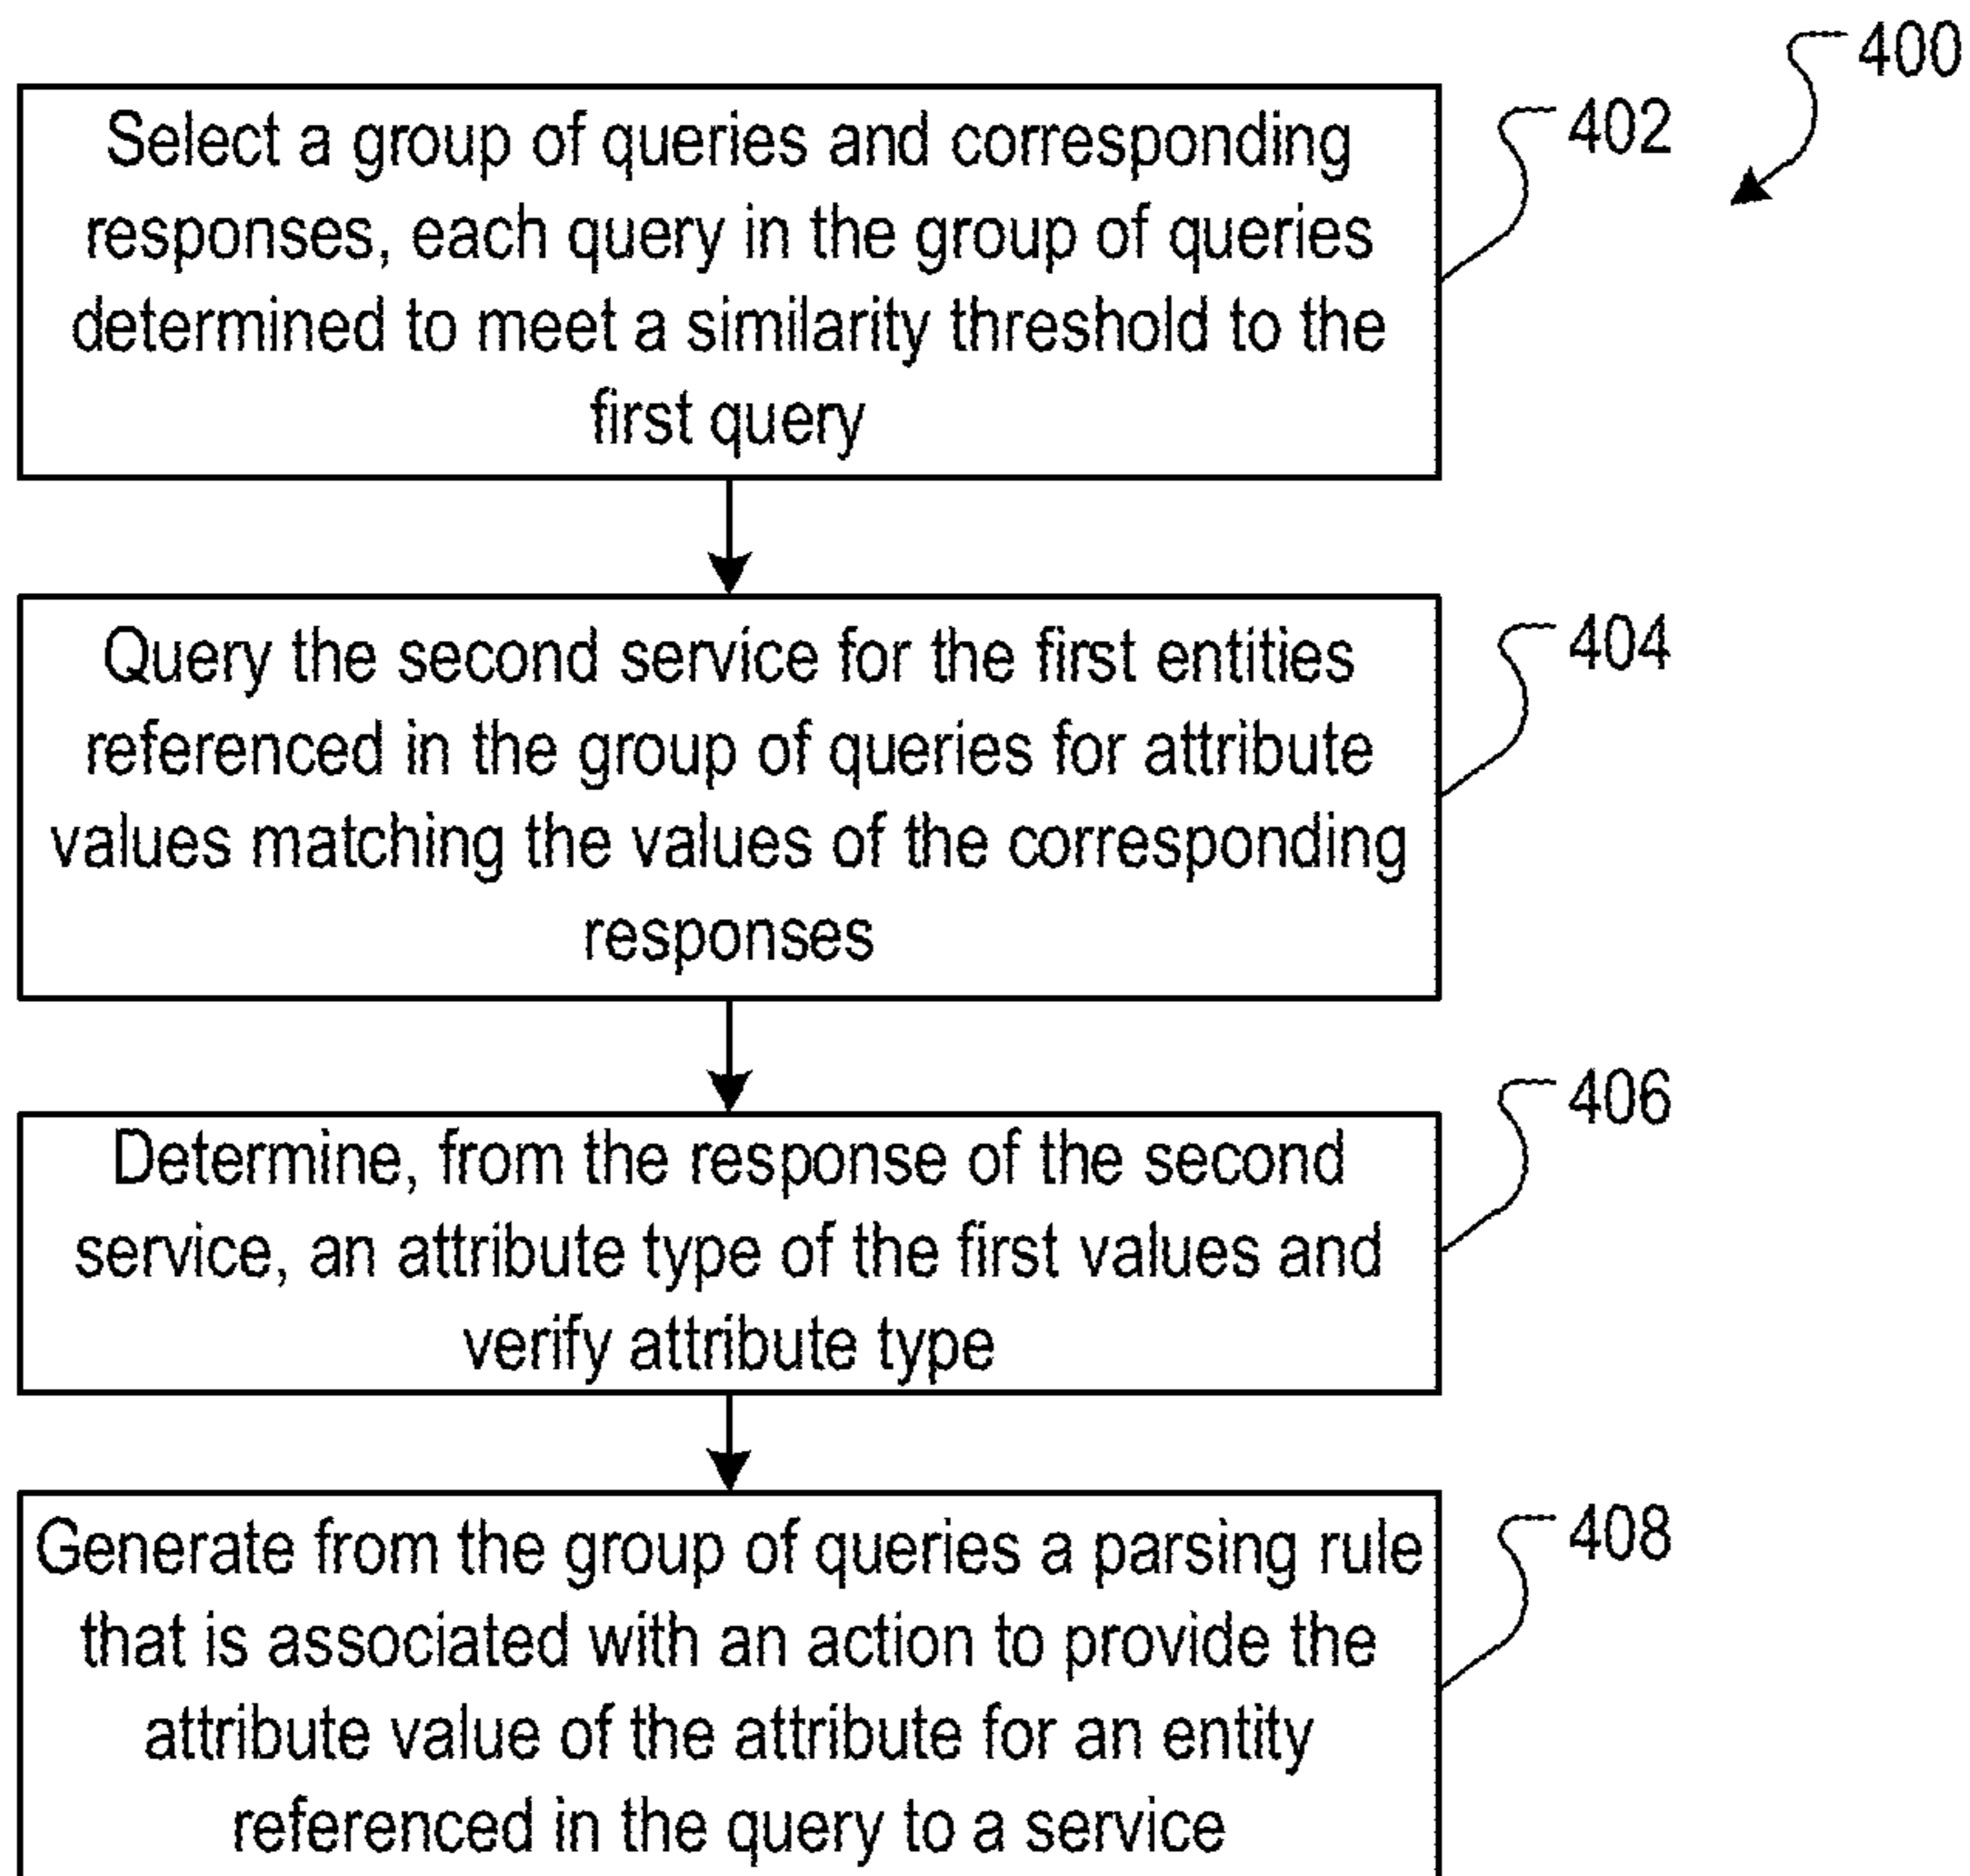 400
Select a group of queries and corresponding
responses, each query in the group of queries
determined to meet a similarity threshold to the
first query
402
Query the second service for the first entities
referenced in the group of queries for attribute
values matching the values of the corresponding
responses
404
Determine, from the response of the second
service, an attribute type of the first values and
verify attribute type
406
Generate from the group of queries a parsing rule
that is associated with an action to provide the
attribute value of the attribute for an entity
referenced in the query to a service
408